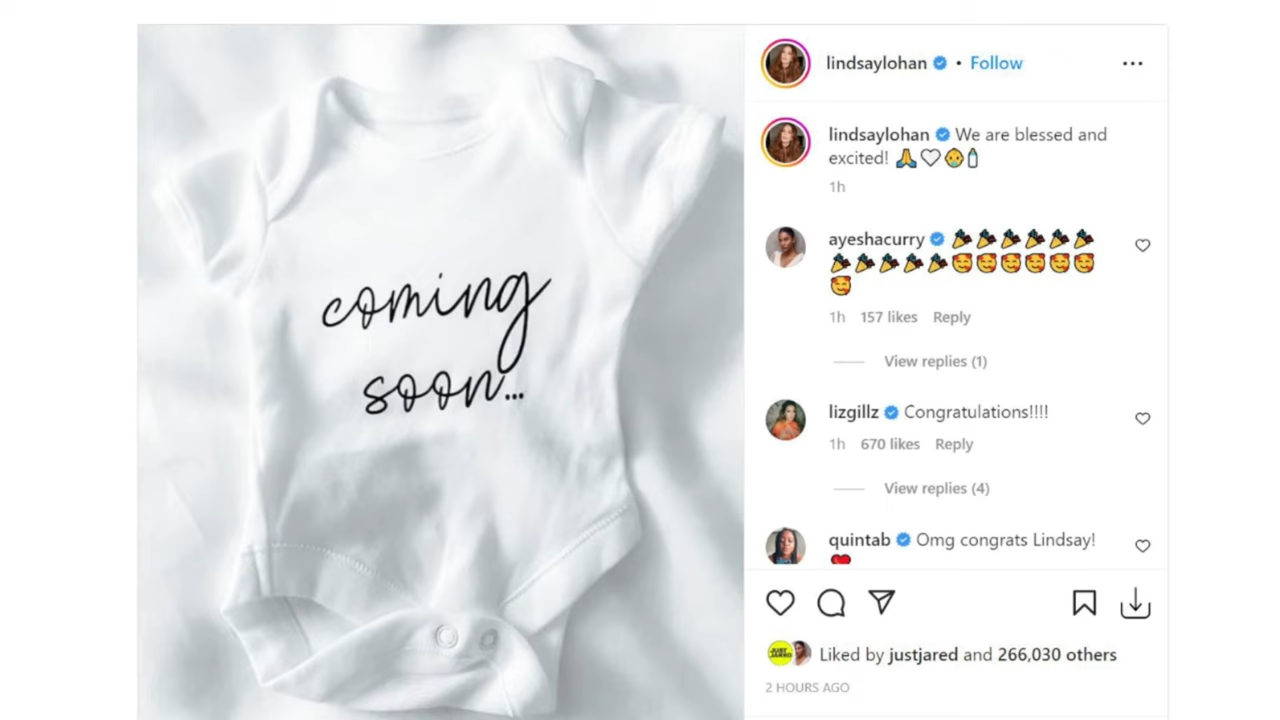 coming
soon...
lindsaylohan • Follow
lindsaylohan We are blessed and
excited! 🙏🤍👶🍼
1h
ayeshacurry 🎉🎉🎉🎉🎉🎉
🎉🎉🎉🎉🎉🥰🥰🥰🥰🥰🥰
🥰
1h 157 likes Reply
View replies (1)
lizgillz Congratulations!!!!
1h 670 likes Reply
View replies (4)
quintab Omg congrats Lindsay!
❤️
JUST JARED
Liked by justjared and 266,030 others
2 HOURS AGO